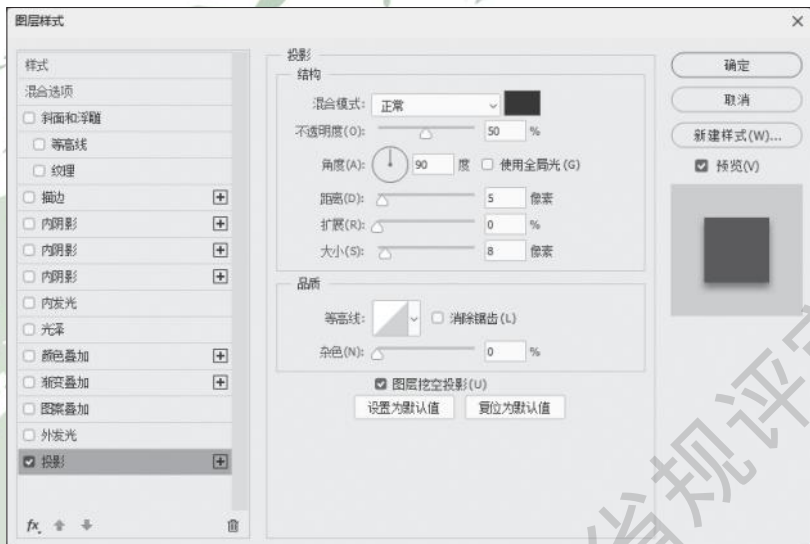 图层样式
样式
混合选项
斜面和浮雕
等高线
纹理
描边
内阴影
内阴影
内阴影
内发光
光泽
颜色叠加
渐变叠加
图案叠加
外发光
投影
fx
投影
结构
混合模式: 正常
不透明度(O): 50 %
角度(A): 90 度 使用全局光(G)
距离(D): 5 像素
扩展(R): 0 %
大小(S): 8 像素
品质
等高线: 消除锯齿(L)
杂色(N): 0 %
图层挖空投影(U)
设置为默认值 复位为默认值
确定
取消
新建样式(W)...
预览(V)
省规评审